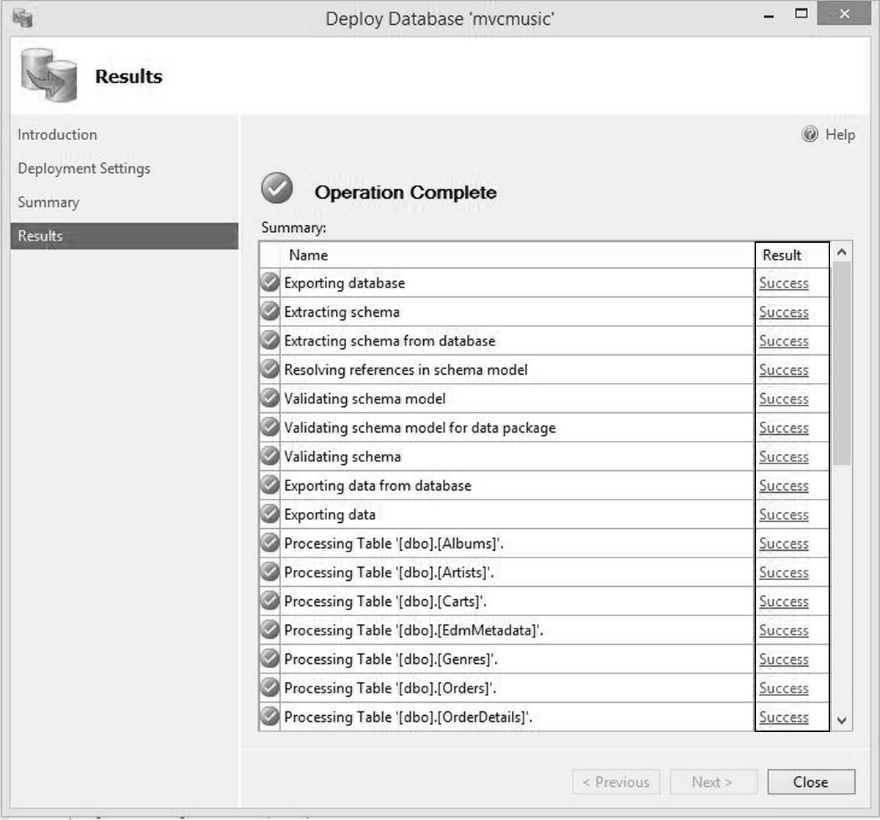 Deploy Database 'mvcmusic'
Results
Introduction
Deployment Settings
Summary
Results
Help
Operation Complete
Summary:
Name Result
Exporting database Success
Extracting schema Success
Extracting schema from database Success
Resolving references in schema model Success
Validating schema model Success
Validating schema model for data package Success
Validating schema Success
Exporting data from database Success
Exporting data Success
Processing Table '[dbo].[Albums]'. Success
Processing Table '[dbo].[Artists]'. Success
Processing Table '[dbo].[Carts]'. Success
Processing Table '[dbo].[EdmMetadata]'. Success
Processing Table '[dbo].[Genres]'. Success
Processing Table '[dbo].[Orders]'. Success
Processing Table '[dbo].[OrderDetails]'. Success
< Previous Next > Close